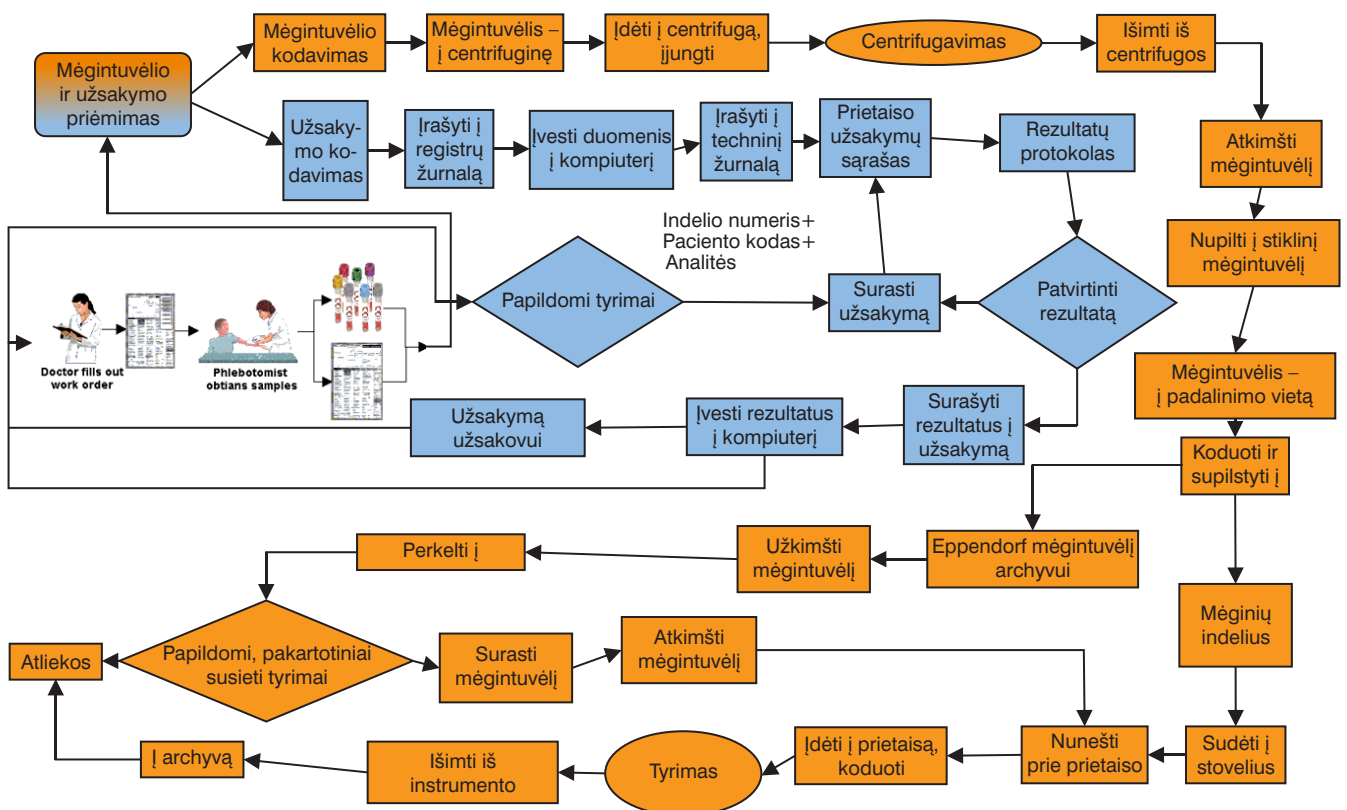 Mėgintuvėlio
ir užsakymo
priėmimas
Mėgintuvėlio
kodavimas
Mėgintuvėlis –
į centrifuginę
Įdėti į centrifugą,
įjungti
Centrifugavimas
Išimti iš
centrifugos
Užsaky-
mo ko-
davimas
Įrašyti į
registrų
žurnalą
Įvesti duomenis
į kompiuterį
Įrašyti į
techninį
žurnalą
Prietaiso
užsakymų
sąrašas
Rezultatų
protokolas
Atkimšti
mėgintuvėlį
Nupilti į stiklinį
mėgintuvėlį
Indelio numeris+
Paciento kodas+
Analitės
Papildomi tyrimai
Surasti
užsakymą
Patvirtinti
rezultatą
Doctor fills out
work order
Phlebotomist
obtians samples
Mėgintuvėlis –
į padalinimo vietą
Užsakymą
užsakovui
Įvesti rezultatus
į kompiuterį
Surašyti
rezultatus į
užsakymą
Koduoti ir
supilstyti į
Perkelti į
Užkimšti
mėgintuvėlį
Eppendorf mėgintuvėlį
archyvui
Mėginių
indelius
Atliekos
Papildomi, pakartotiniai
susieti tyrimai
Surasti
mėgintuvėlį
Atkimšti
mėgintuvėlį
Į archyvą
Išimti iš
instrumento
Tyrimas
Įdėti į prietaisą,
koduoti
Nunešti
prie prietaiso
Sudėti į
stovelius